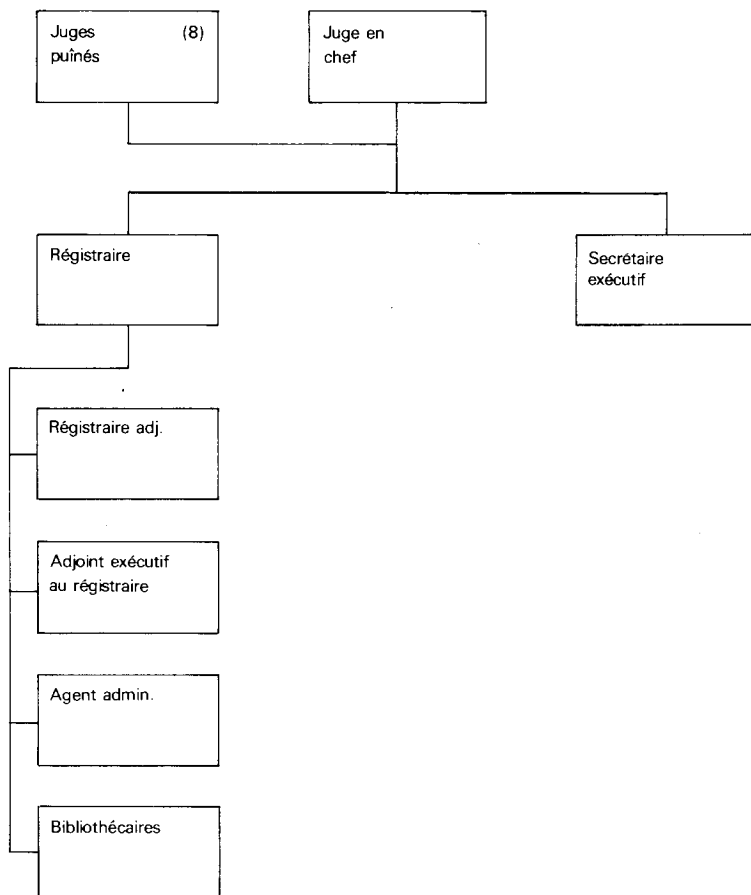 Juges (8)
puînés
Juge en
chef
Régistraire
Secrétaire
exécutif
Régistraire adj.
Adjoint exécutif
au régistraire
Agent admin.
Bibliothécaires